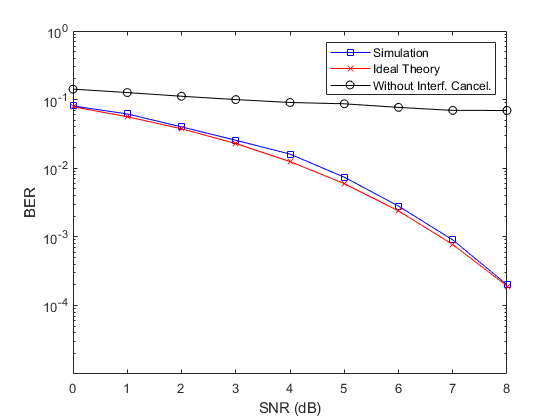 10^0
10^-1
10^-2
10^-3
10^-4
BER
0 1 2 3 4 5 6 7 8
SNR (dB)
Simulation
Ideal Theory
Without Interf. Cancel.